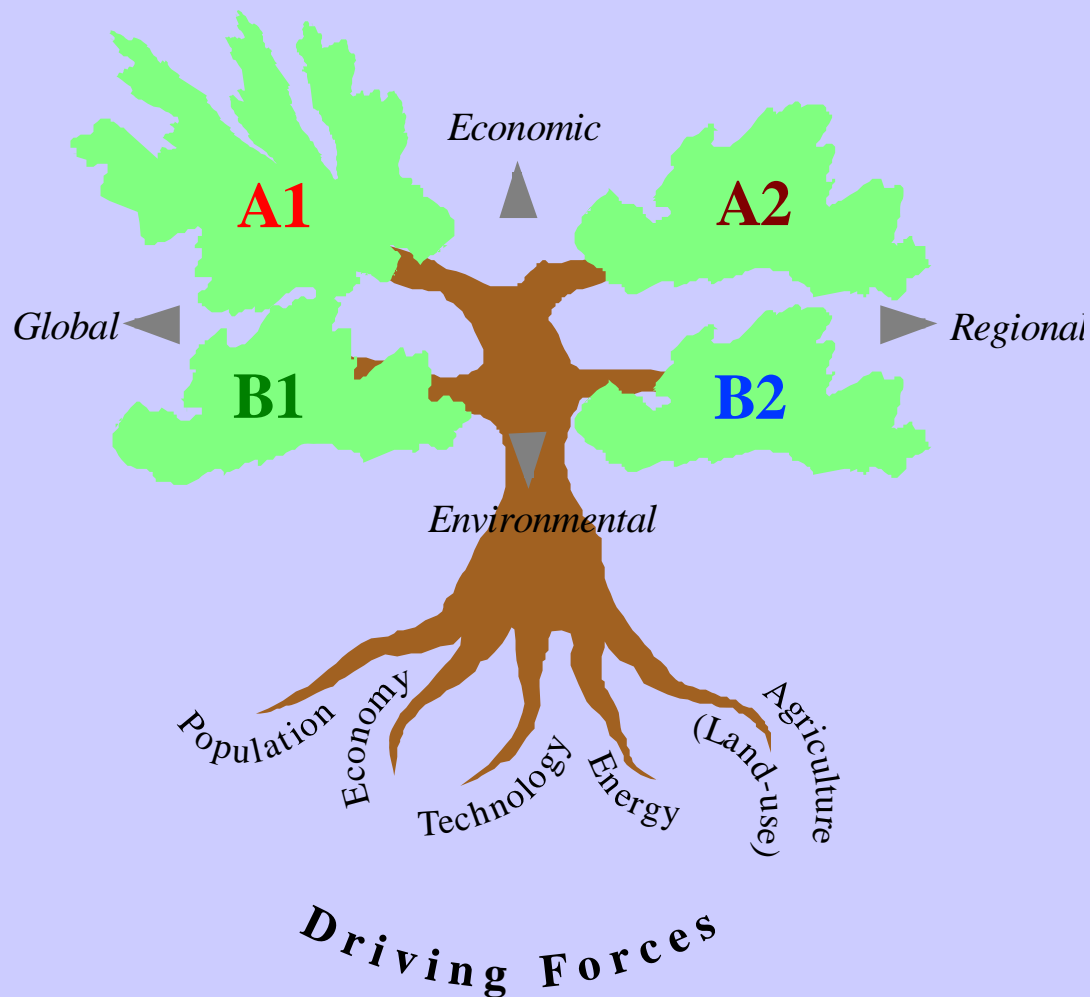 Economic
A1
A2
Global
Regional
B1
B2
Environmental
Population
Economy
Technology
Energy
(Land-use)
Agriculture
Driving Forces